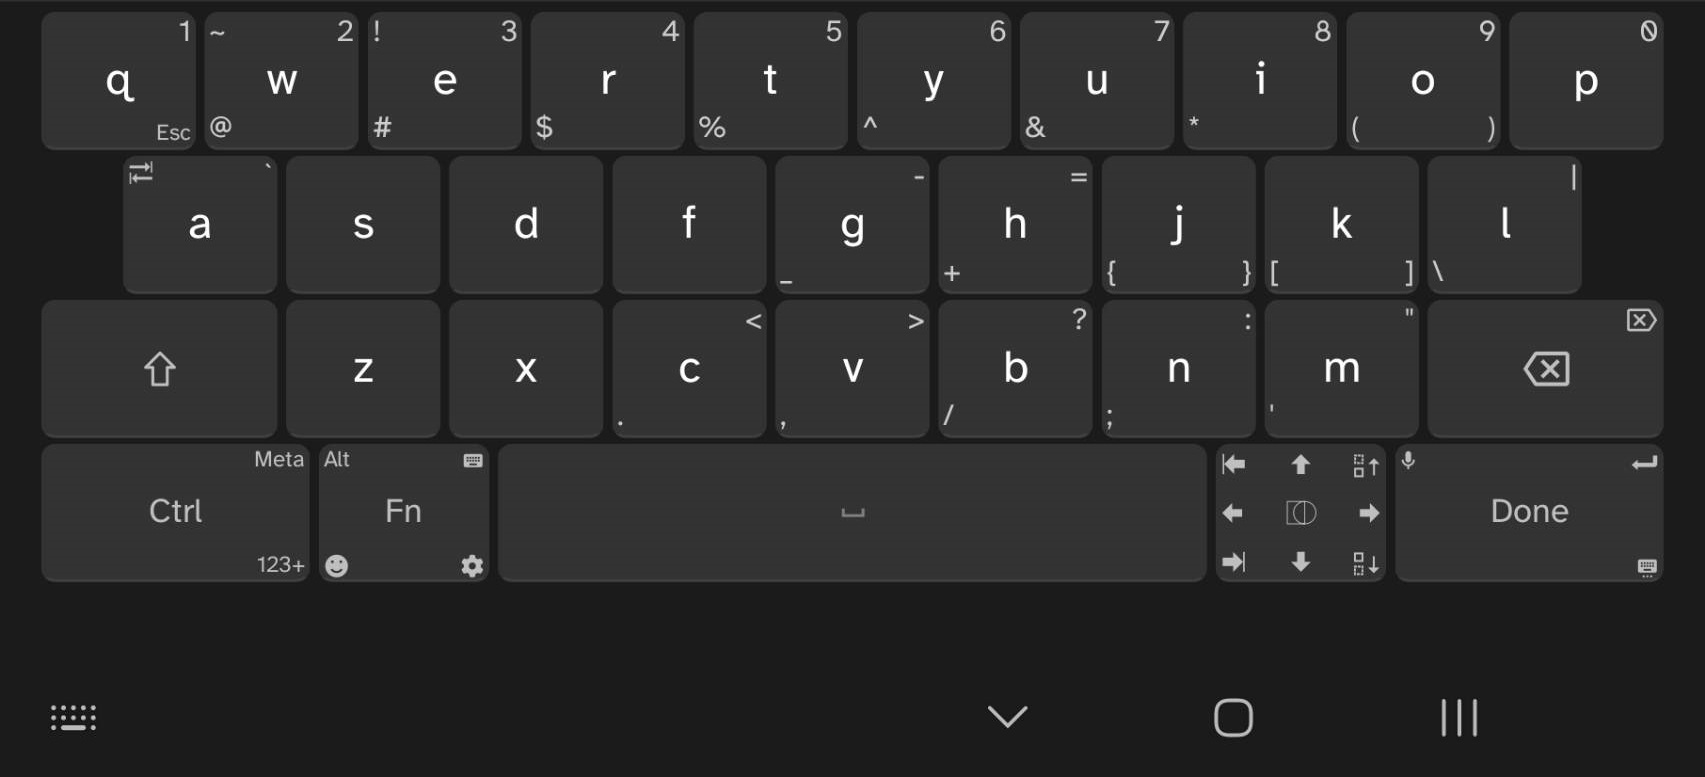 1 ~ 2 ! 3 4 5 6 7 8 9 0
q w e r t y u i o p
Esc @ # $ % ^ & * ( )
` - = |
a s d f g h j k l
_ + { } [ ] \
< > ? : "
z x c v b n m
. , / ; '
Meta Alt
Ctrl Fn Done
123+